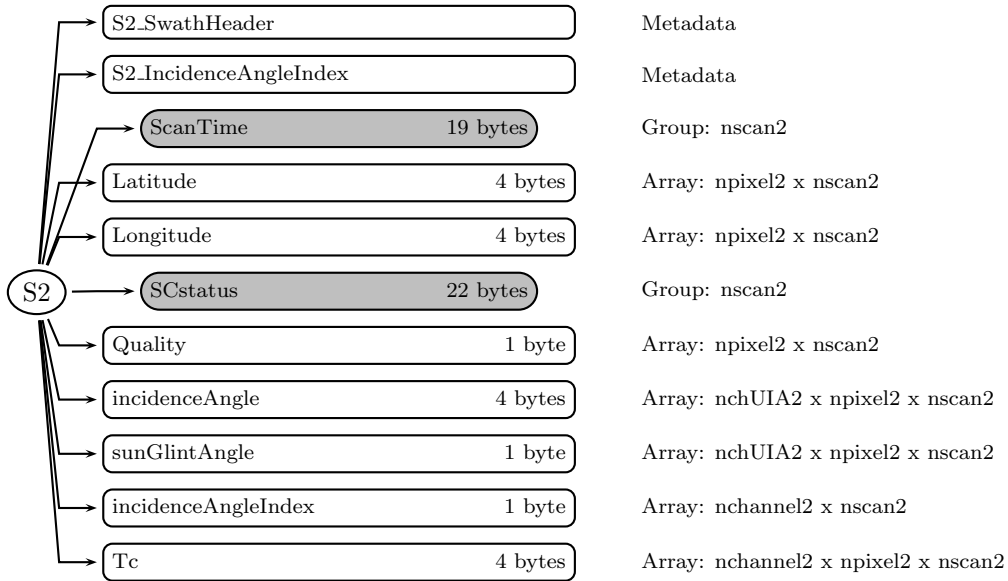 S2_SwathHeader Metadata
S2_IncidenceAngleIndex Metadata
ScanTime 19 bytes Group: nscan2
Latitude 4 bytes Array: npixel2 x nscan2
Longitude 4 bytes Array: npixel2 x nscan2
S2 SCstatus 22 bytes Group: nscan2
Quality 1 byte Array: npixel2 x nscan2
incidenceAngle 4 bytes Array: nchUIA2 x npixel2 x nscan2
sunGlintAngle 1 byte Array: nchUIA2 x npixel2 x nscan2
incidenceAngleIndex 1 byte Array: nchannel2 x nscan2
Tc 4 bytes Array: nchannel2 x npixel2 x nscan2